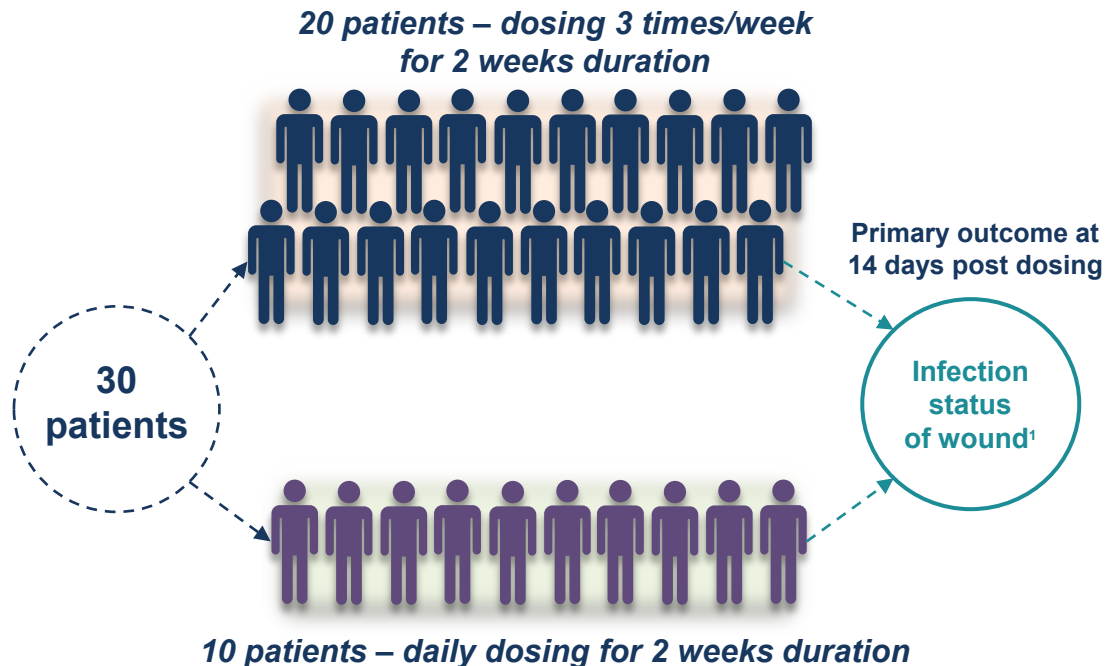 20 patients – dosing 3 times/week
for 2 weeks duration
30
patients
Primary outcome at
14 days post dosing
Infection
status
of wound¹
10 patients – daily dosing for 2 weeks duration